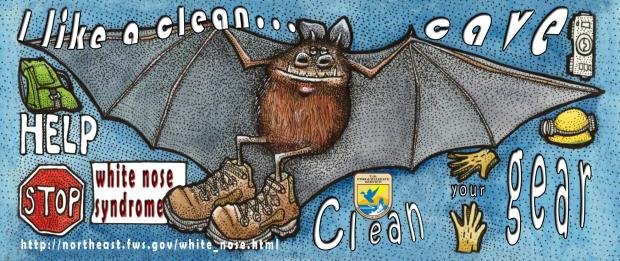 I like a clean... cave
HELP
STOP
white nose
syndrome
Clean your gear
http://northeast.fws.gov/white_nose.html